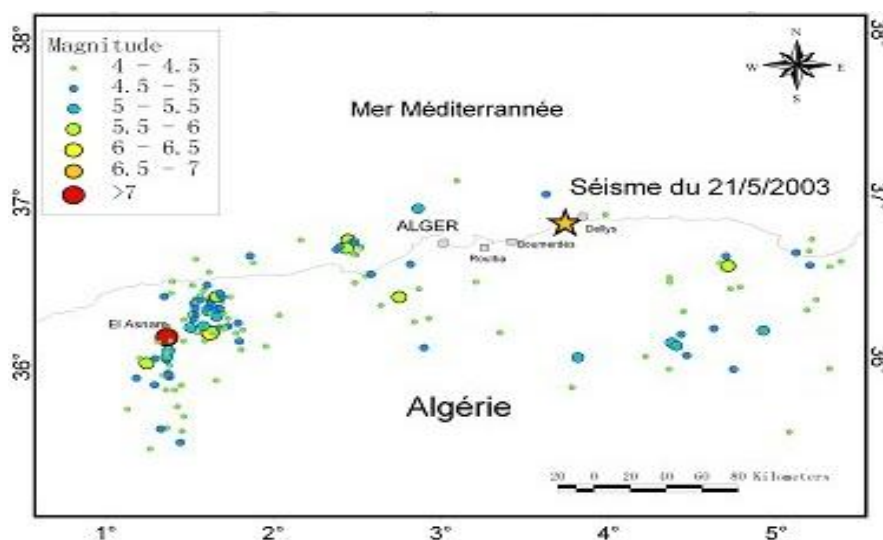 Magnitude
4 - 4.5
4.5 - 5
5 - 5.5
5.5 - 6
6 - 6.5
6.5 - 7
>7
N
W E
S
38° 38°
Mer Méditerrannée
Séisme du 21/5/2003
37° 37°
ALGER
Dellys
Boumerdès
Rouiba
El Asnam
36° 36°
Algérie
20 0 20 40 60 80 Kilometers
1° 2° 3° 4° 5°